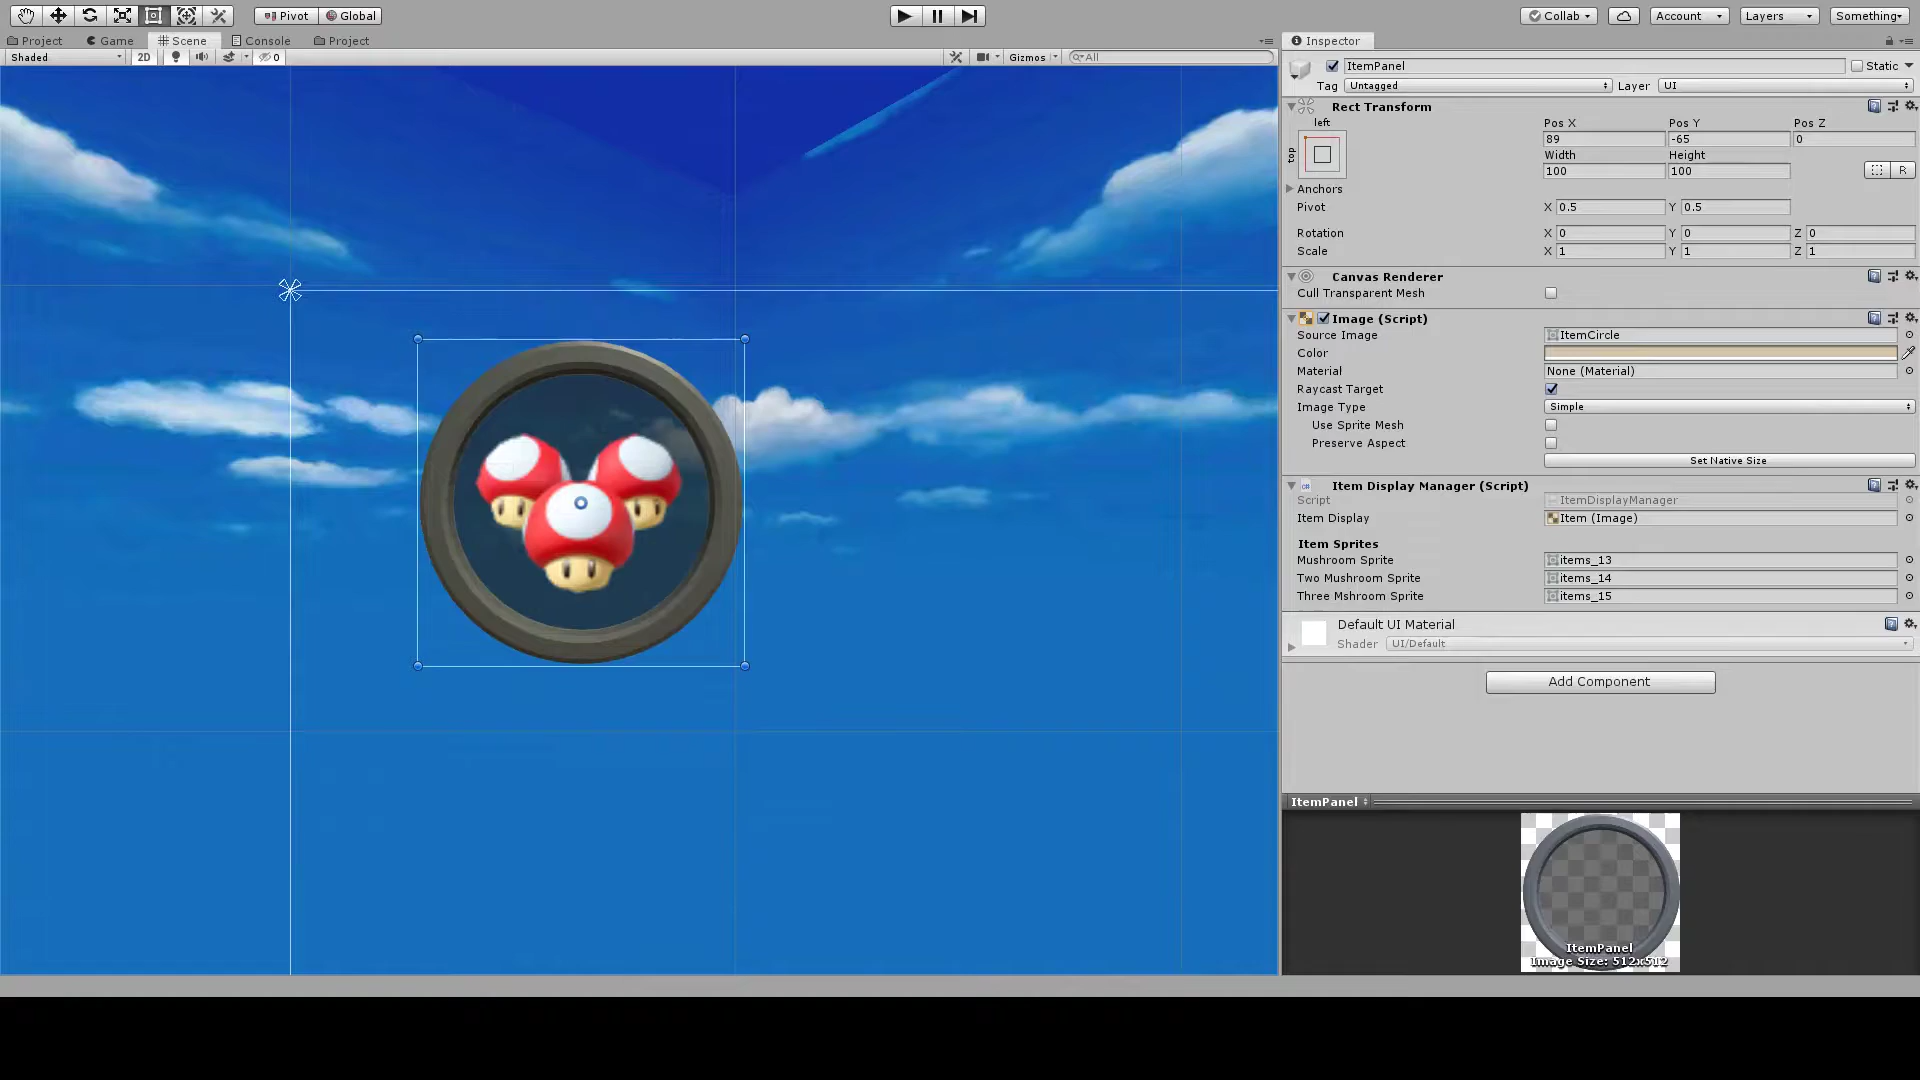 Pivot Global Collab Account Layers Something
Project Game Scene Console Project Inspector
Shaded 2D 0 Gizmos All
ItemPanel Static
Tag Untagged Layer UI
Rect Transform
left
top
Pos X Pos Y Pos Z
89 -65 0
Width Height
100 100 R
Anchors
Pivot X 0.5 Y 0.5
Rotation X 0 Y 0 Z 0
Scale X 1 Y 1 Z 1
Canvas Renderer
Cull Transparent Mesh
Image (Script)
Source Image ItemCircle
Color
Material None (Material)
Raycast Target
Image Type Simple
Use Sprite Mesh
Preserve Aspect
Set Native Size
Item Display Manager (Script)
Script ItemDisplayManager
Item Display Item (Image)
Item Sprites
Mushroom Sprite items_13
Two Mushroom Sprite items_14
Three Mshroom Sprite items_15
Default UI Material
Shader UI/Default
Add Component
ItemPanel
ItemPanel
Image Size: 512x512